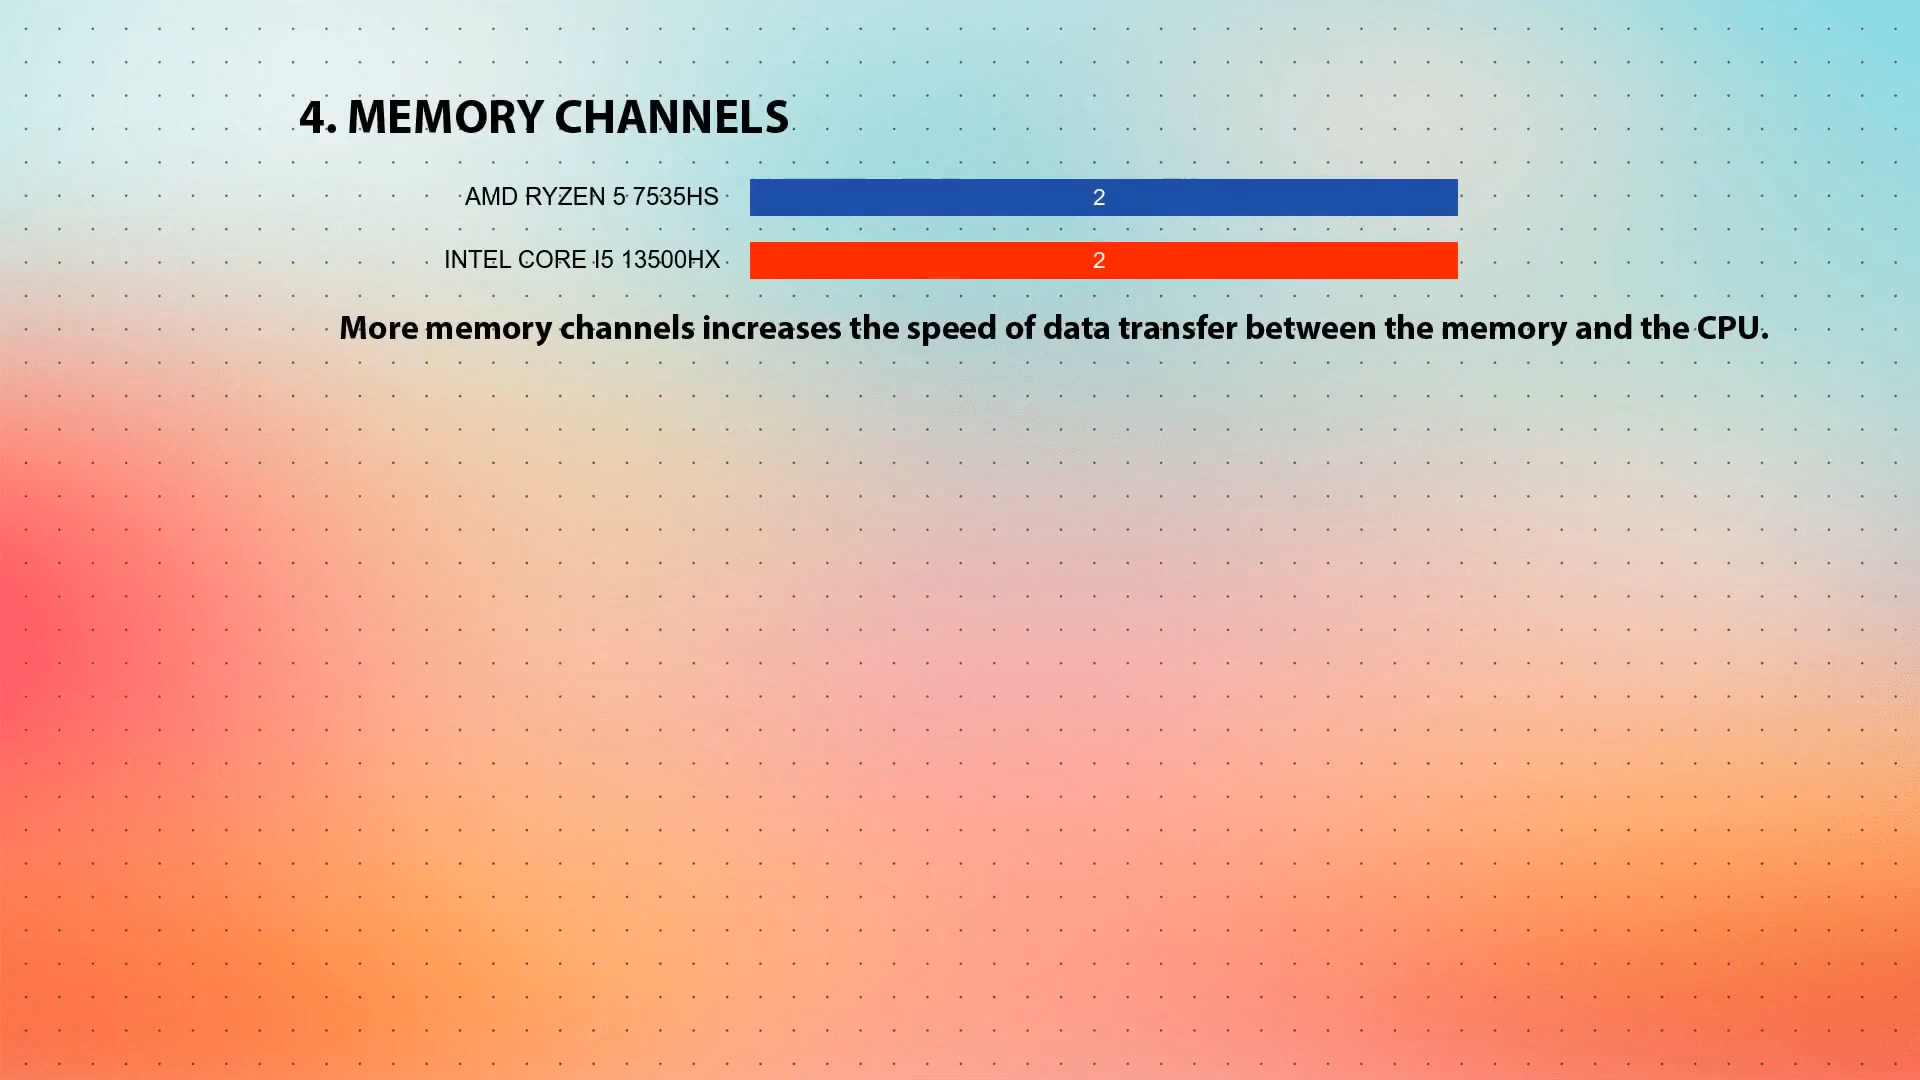 4. MEMORY CHANNELS
AMD RYZEN 5 7535HS 2
INTEL CORE I5 13500HX 2
More memory channels increases the speed of data transfer between the memory and the CPU.